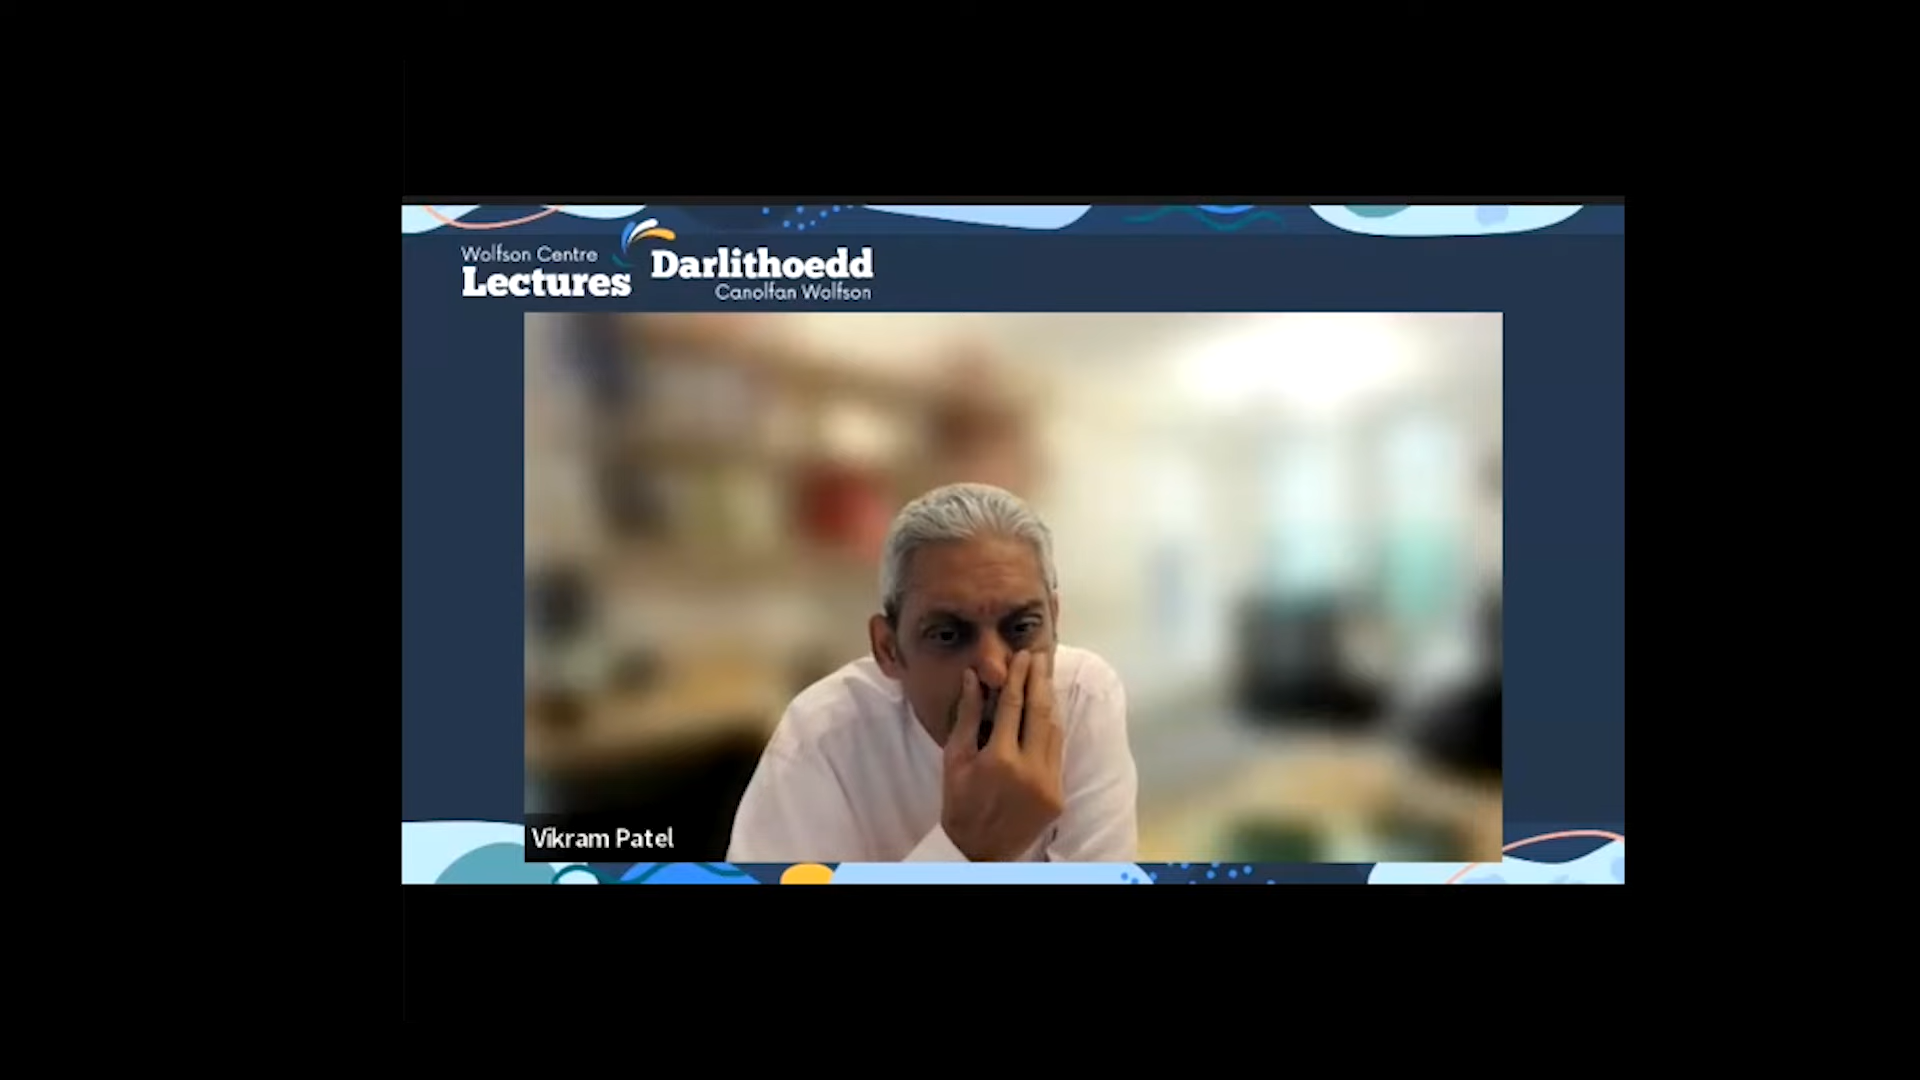 Wolfson Centre
Lectures
Darlithoedd
Canolfan Wolfson
Vikram Patel